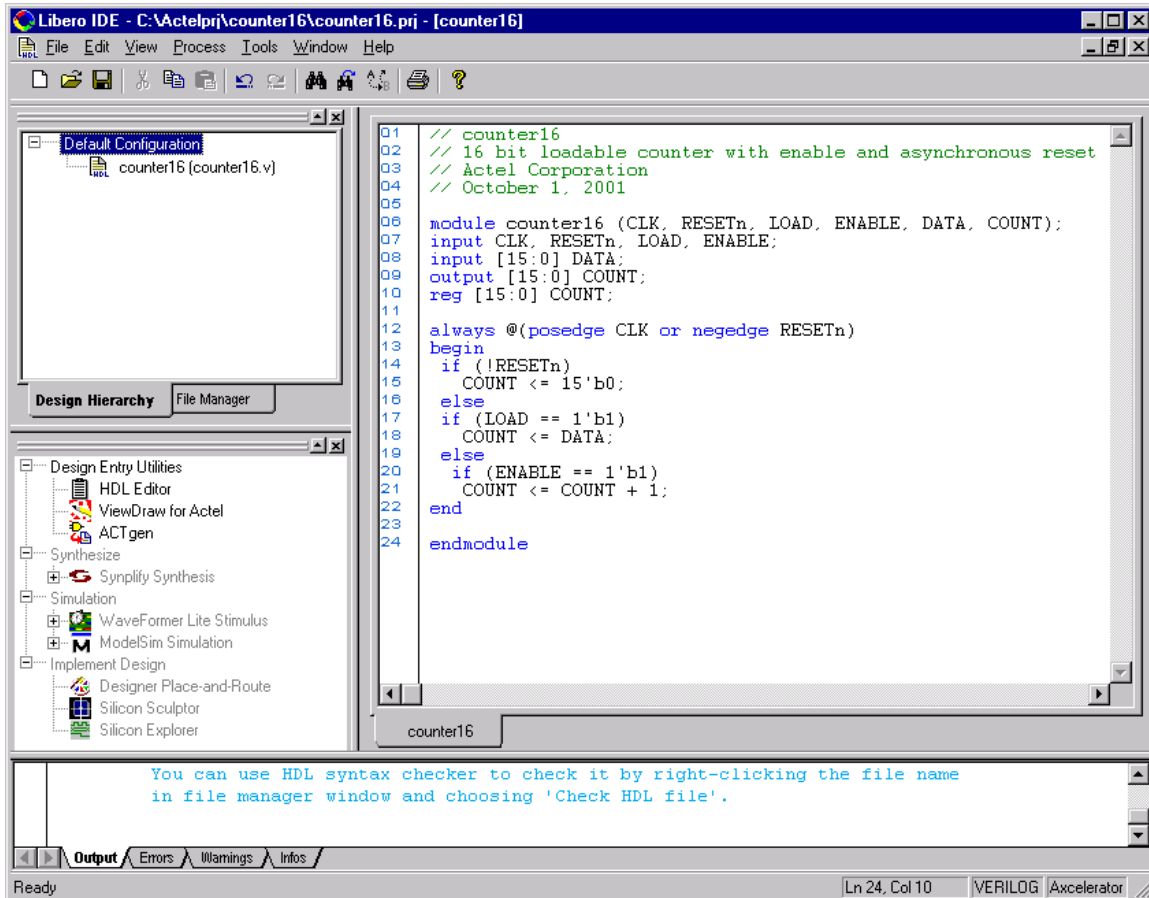 Libero IDE - C:\Actelprj\counter16\counter16.prj - [counter16]
File Edit View Process Tools Window Help
Default Configuration
counter16 (counter16.v)
Design Hierarchy File Manager
Design Entry Utilities
HDL Editor
ViewDraw for Actel
ACTgen
Synthesize
Synplify Synthesis
Simulation
WaveFormer Lite Stimulus
ModelSim Simulation
Implement Design
Designer Place-and-Route
Silicon Sculptor
Silicon Explorer
01 // counter16
02 // 16 bit loadable counter with enable and asynchronous reset
03 // Actel Corporation
04 // October 1, 2001
05
06 module counter16 (CLK, RESETn, LOAD, ENABLE, DATA, COUNT);
07 input CLK, RESETn, LOAD, ENABLE;
08 input [15:0] DATA;
09 output [15:0] COUNT;
10 reg [15:0] COUNT;
11
12 always @(posedge CLK or negedge RESETn)
13 begin
14 if (!RESETn)
15 COUNT <= 15'b0;
16 else
17 if (LOAD == 1'b1)
18 COUNT <= DATA;
19 else
20 if (ENABLE == 1'b1)
21 COUNT <= COUNT + 1;
22 end
23
24 endmodule
counter16
You can use HDL syntax checker to check it by right-clicking the file name
in file manager window and choosing 'Check HDL file'.
Output Errors Warnings Infos
Ready Ln 24, Col 10 VERILOG Axcelerator